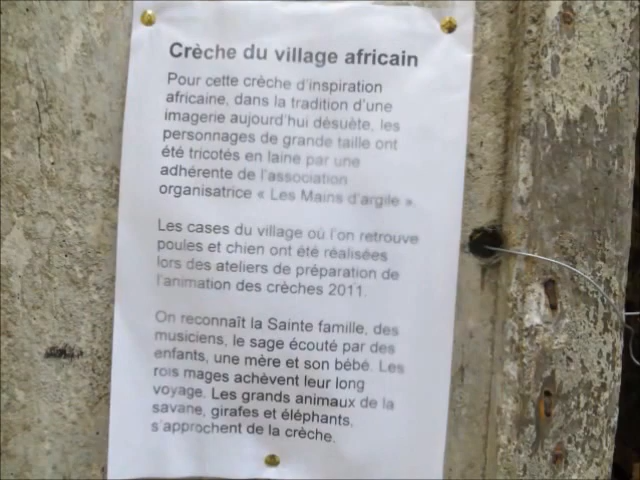 Crèche du village africain
Pour cette crèche d'inspiration
africaine, dans la tradition d'une
imagerie aujourd'hui désuète, les
personnages de grande taille ont
été tricotés en laine par une
adhérente de l'association
organisatrice « Les Mains d'argile ».
Les cases du village où l'on retrouve
poules et chien ont été réalisées
lors des ateliers de préparation de
l'animation des crèches 2011.
On reconnaît la Sainte famille, des
musiciens, le sage écouté par des
enfants, une mère et son bébé. Les
rois mages achèvent leur long
voyage. Les grands animaux de la
savane, girafes et éléphants,
s'approchent de la crèche.